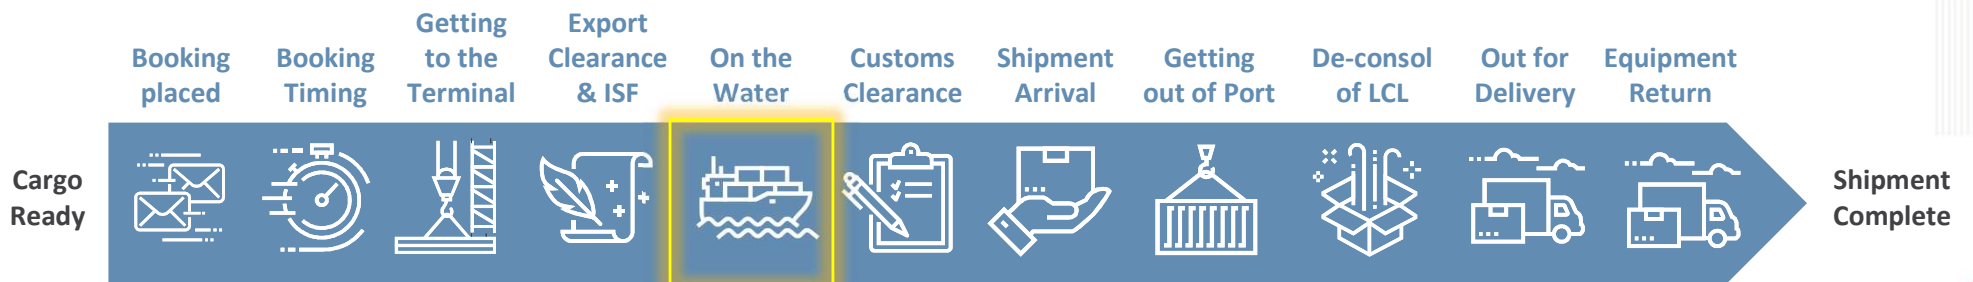 Cargo
Ready
Booking
placed
Booking
Timing
Getting
to the
Terminal
Export
Clearance
& ISF
On the
Water
Customs
Clearance
Shipment
Arrival
Getting
out of Port
De-consol
of LCL
Out for
Delivery
Equipment
Return
Shipment
Complete